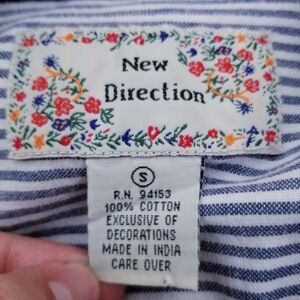 New
Direction
S
R.N. 94153
100% COTTON
EXCLUSIVE OF
DECORATIONS
MADE IN INDIA
CARE OVER